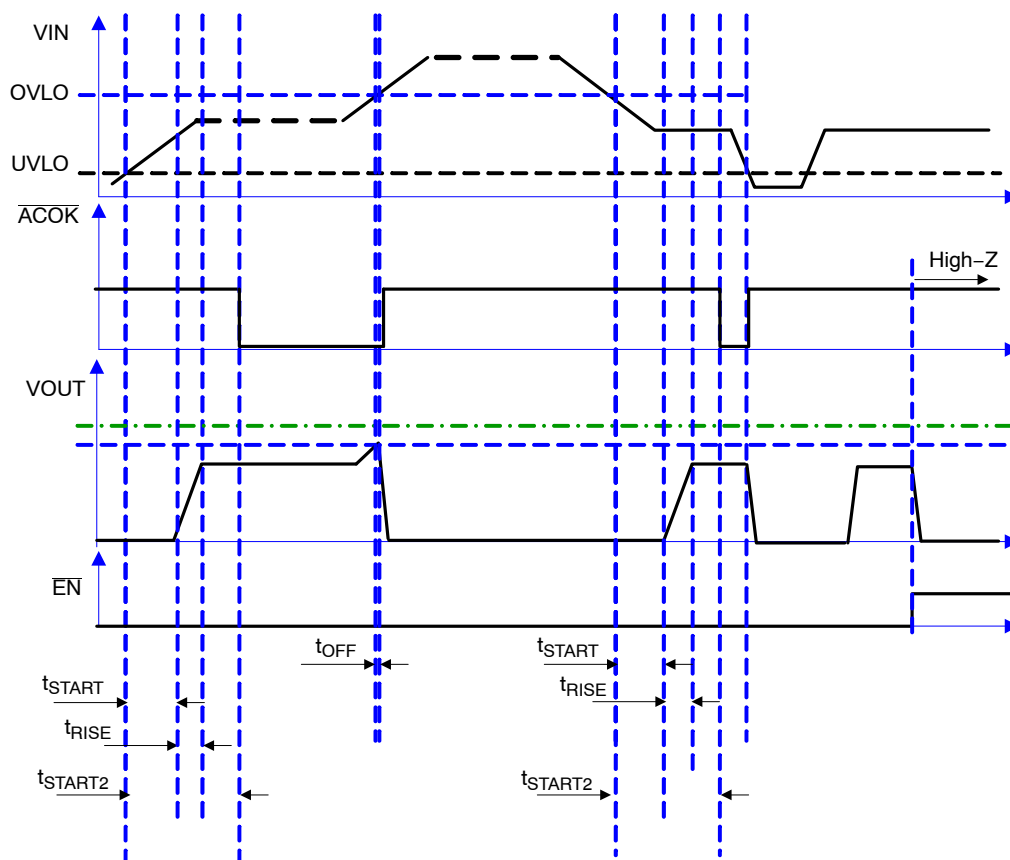 VIN
OVLO
UVLO
ACOK
High−Z
VOUT
EN
tOFF
tSTART
tSTART
tRISE
tRISE
tSTART2
tSTART2